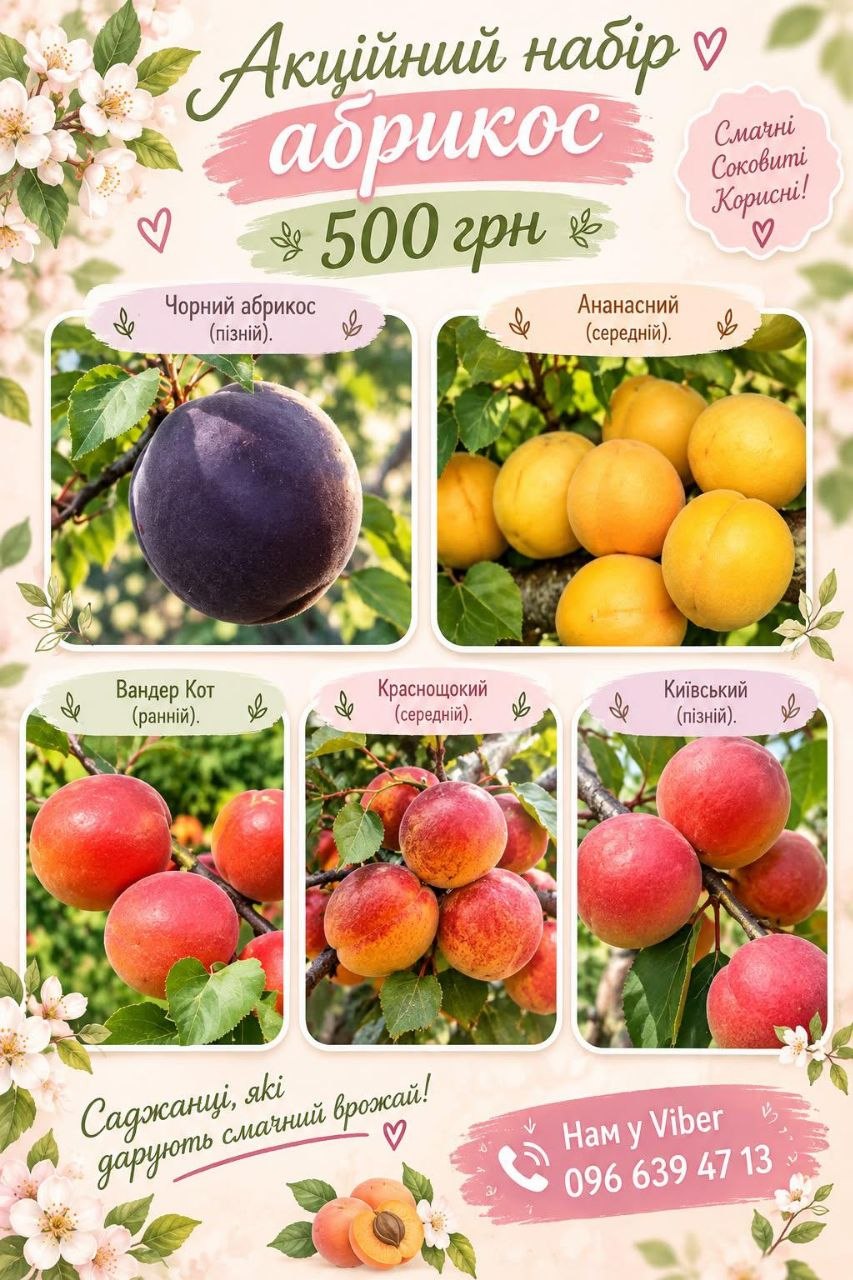 Акційний набір
абрикос
500 грн
Смачні
Соковиті
Корисні!
Чорний абрикос
(пізній).
Ананасний
(середній).
Вандер Кот
(ранній).
Краснощокий
(середній).
Київський
(пізній).
Саджанці, які
дарують смачний врожай!
Нам у Viber
096 639 47 13